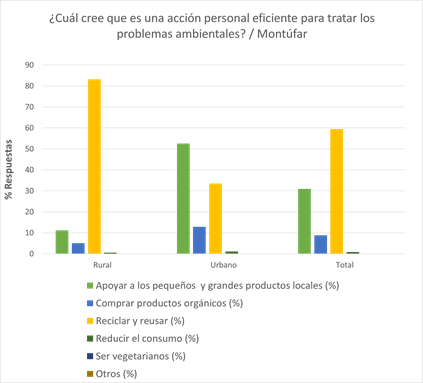 ¿Cuál cree que es una acción personal eficiente para tratar los
problemas ambientales? / Montúfar
90
80
70
60
50
40
30
20
10
0
% Respuestas
Rural
Urbano
Total
Apoyar a los pequeños y grandes productos locales (%)
Comprar productos orgánicos (%)
Reciclar y reusar (%)
Reducir el consumo (%)
Ser vegetarianos (%)
Otros (%)